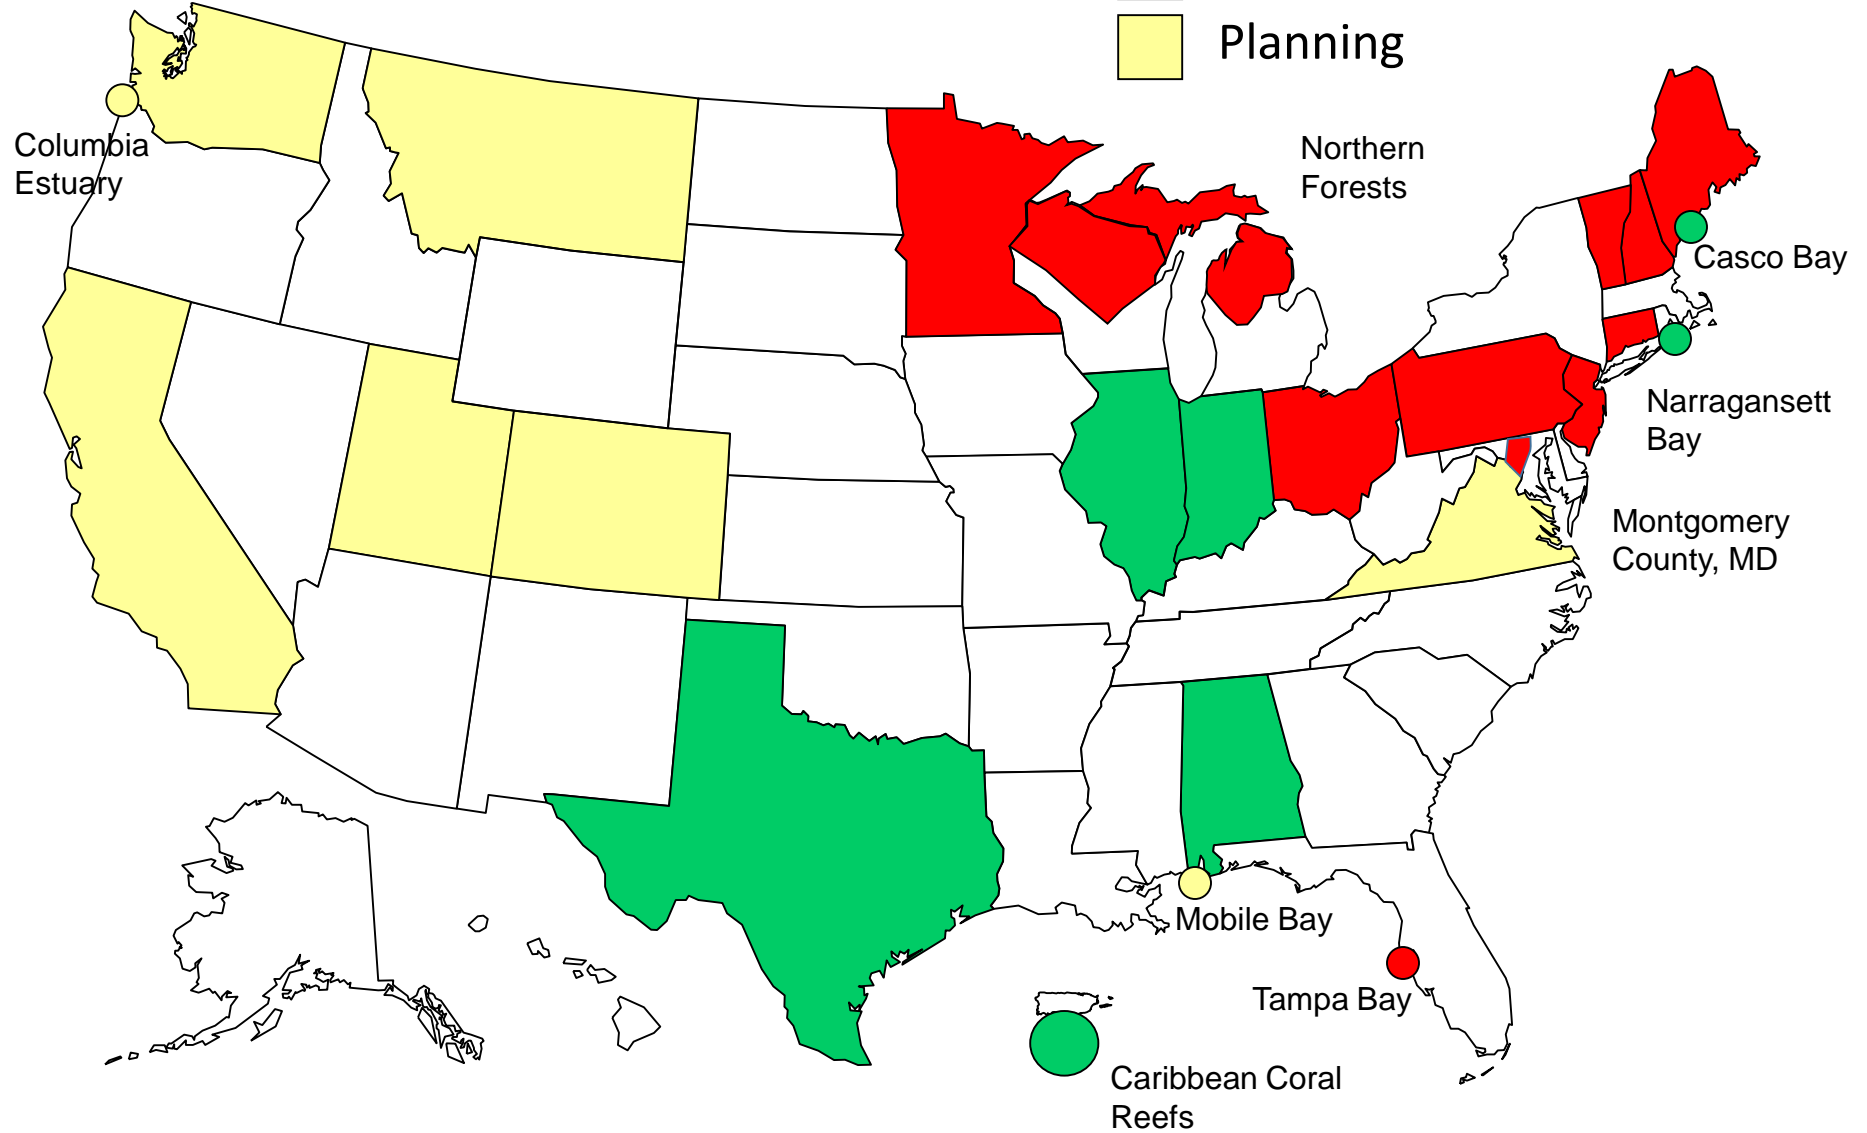 Planning
Columbia
Estuary
Northern
Forests
Casco Bay
Narragansett
Bay
Montgomery
County, MD
Mobile Bay
Tampa Bay
Caribbean Coral
Reefs